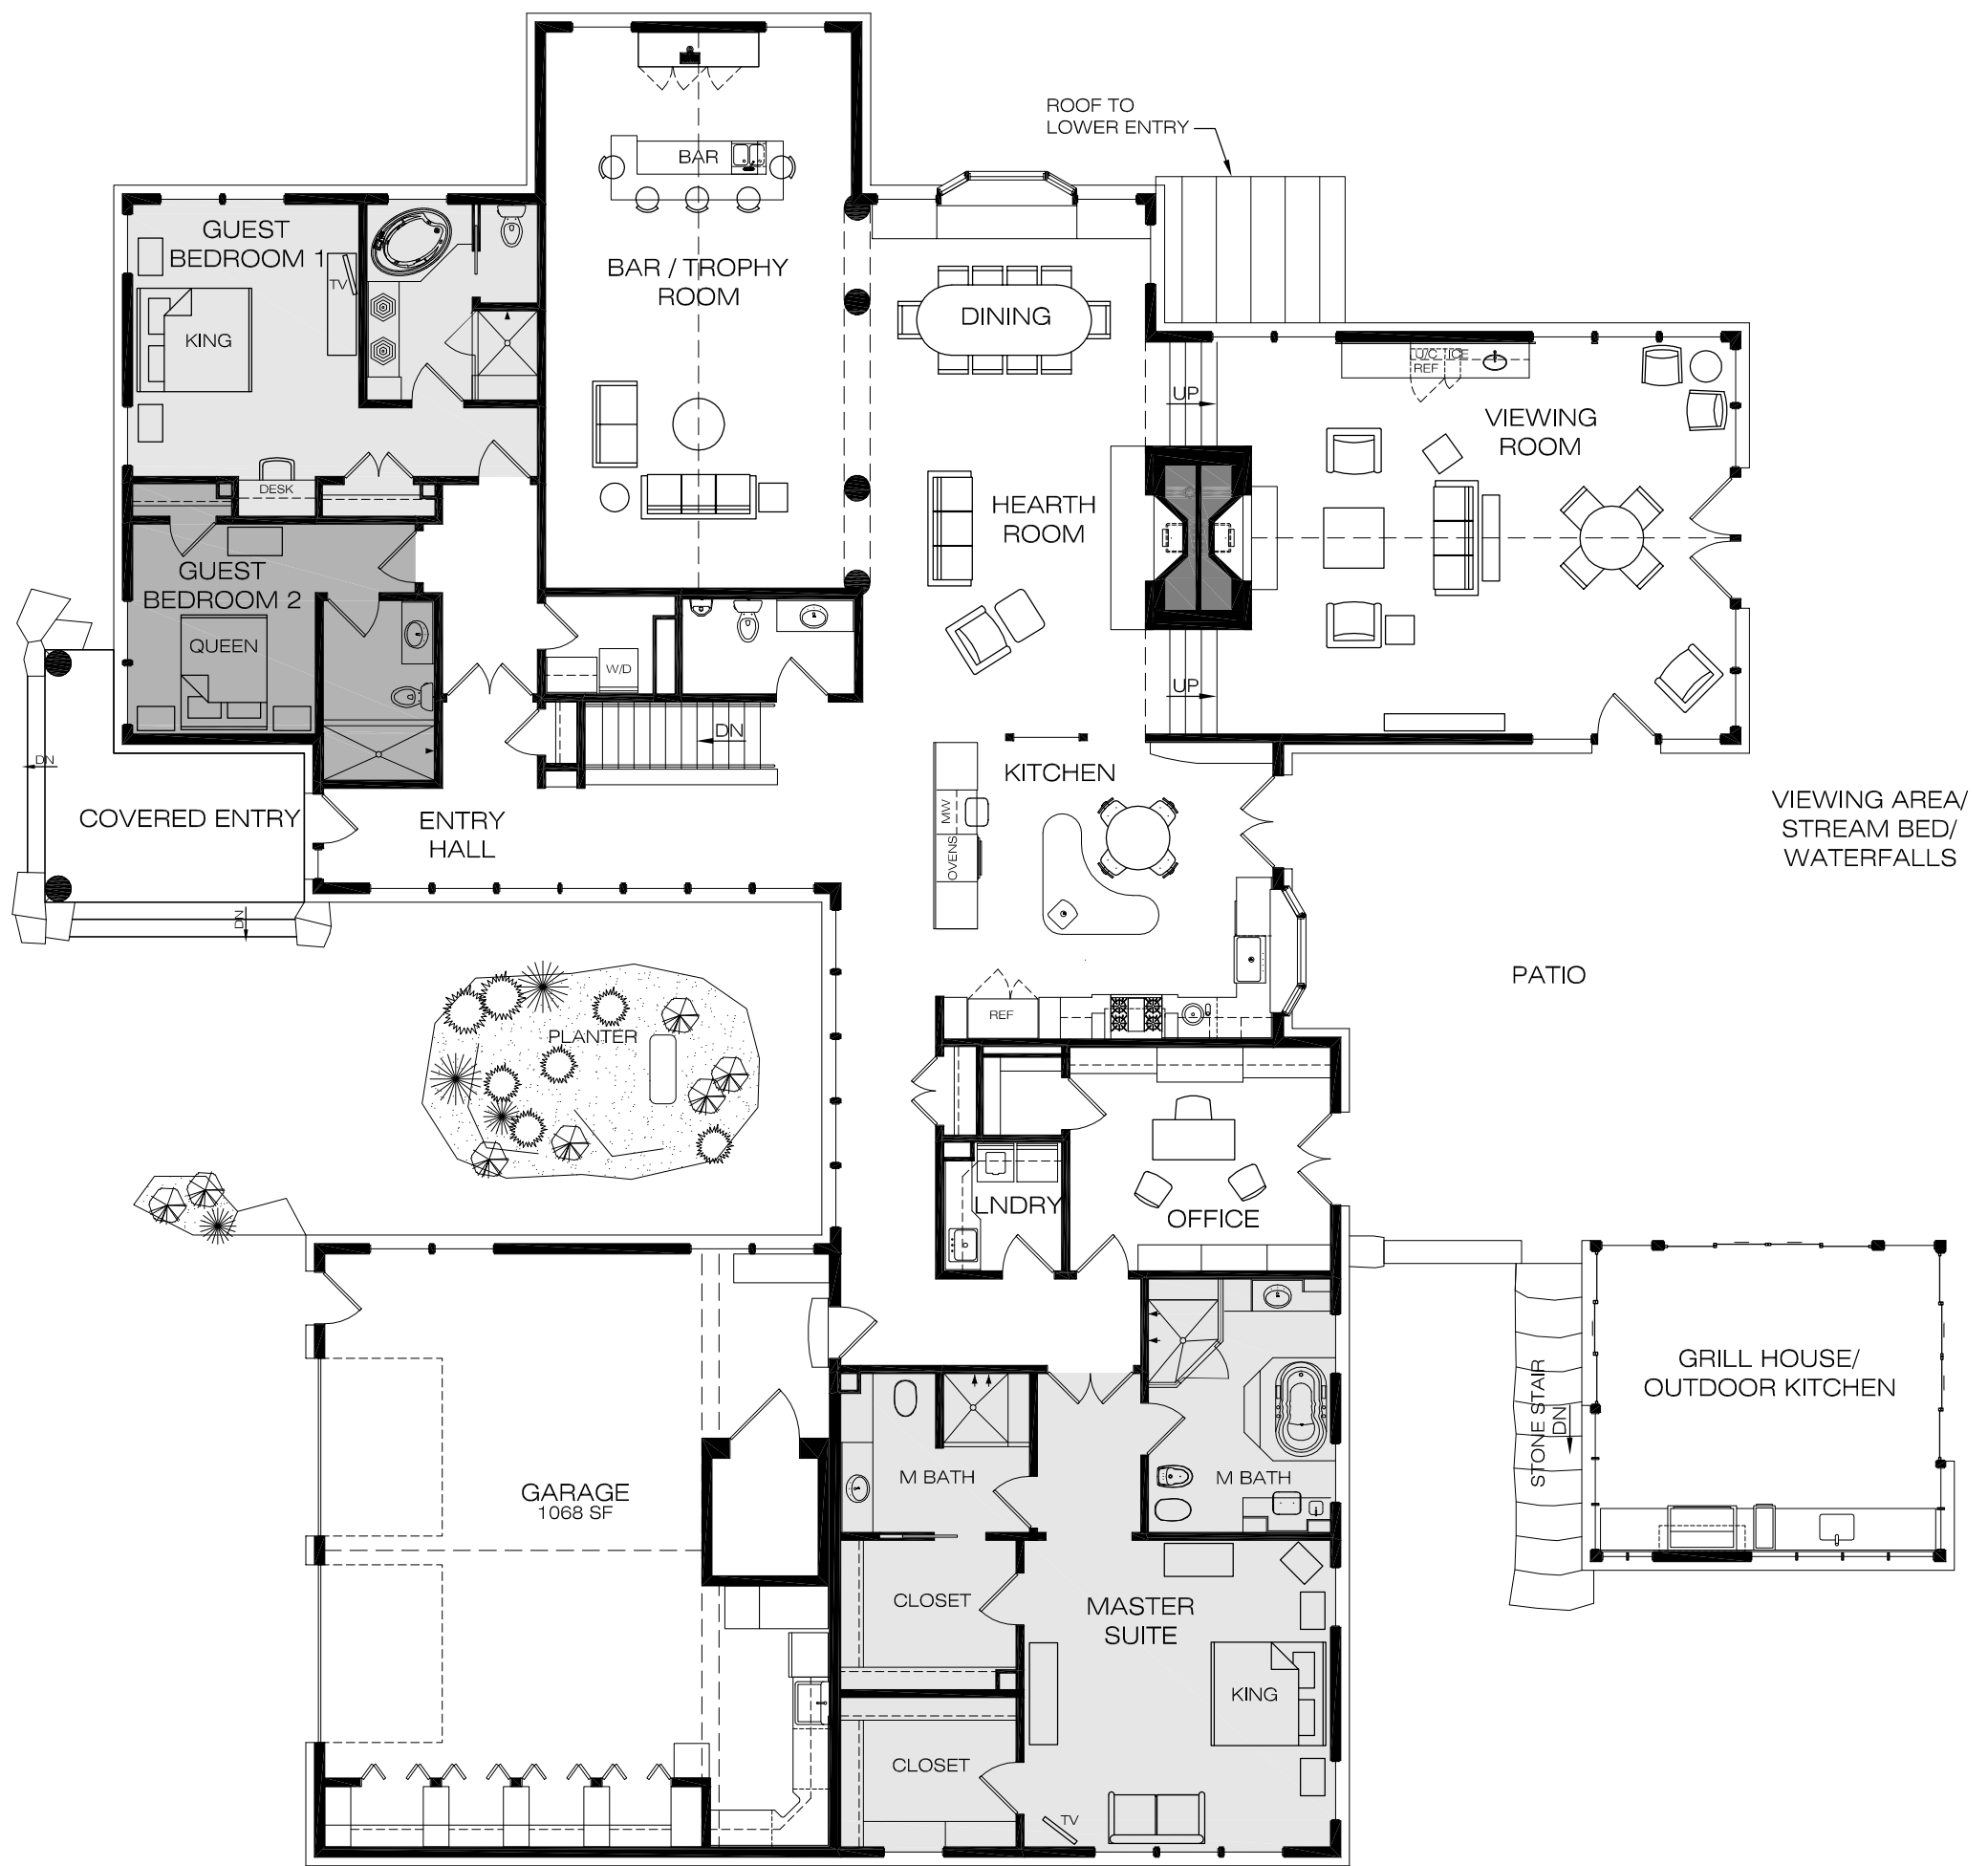 ROOF TO
LOWER ENTRY
BAR
GUEST
BEDROOM 1
TV
KING
BAR / TROPHY
ROOM
DINING
U/C ICE
REF
UP
VIEWING
ROOM
DESK
HEARTH
ROOM
GUEST
BEDROOM 2
QUEEN
W/D
UP
DN
DN
KITCHEN
COVERED ENTRY
ENTRY
HALL
MW
OVENS
VIEWING AREA/
STREAM BED/
WATERFALLS
DN
PATIO
PLANTER
REF
LNDRY
OFFICE
GRILL HOUSE/
OUTDOOR KITCHEN
STONE STAIR
DN
M BATH
M BATH
GARAGE
1068 SF
CLOSET
MASTER
SUITE
KING
CLOSET
TV